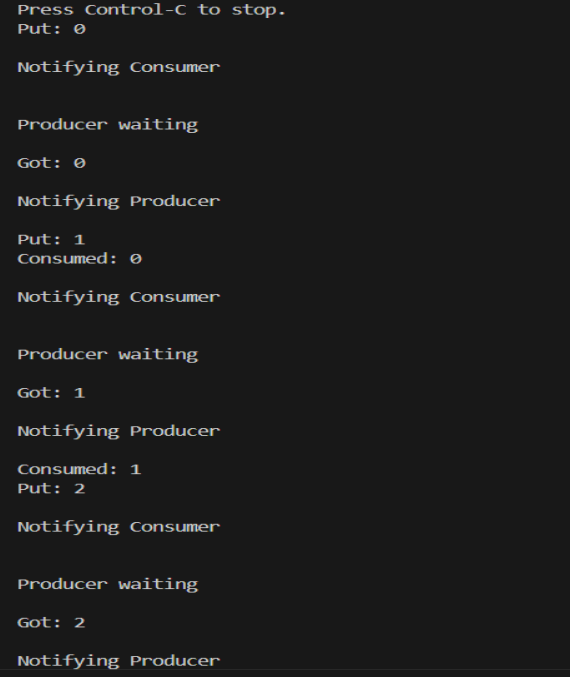 Press Control-C to stop.
Put: 0
Notifying Consumer
Producer waiting
Got: 0
Notifying Producer
Put: 1
Consumed: 0
Notifying Consumer
Producer waiting
Got: 1
Notifying Producer
Consumed: 1
Put: 2
Notifying Consumer
Producer waiting
Got: 2
Notifying Producer